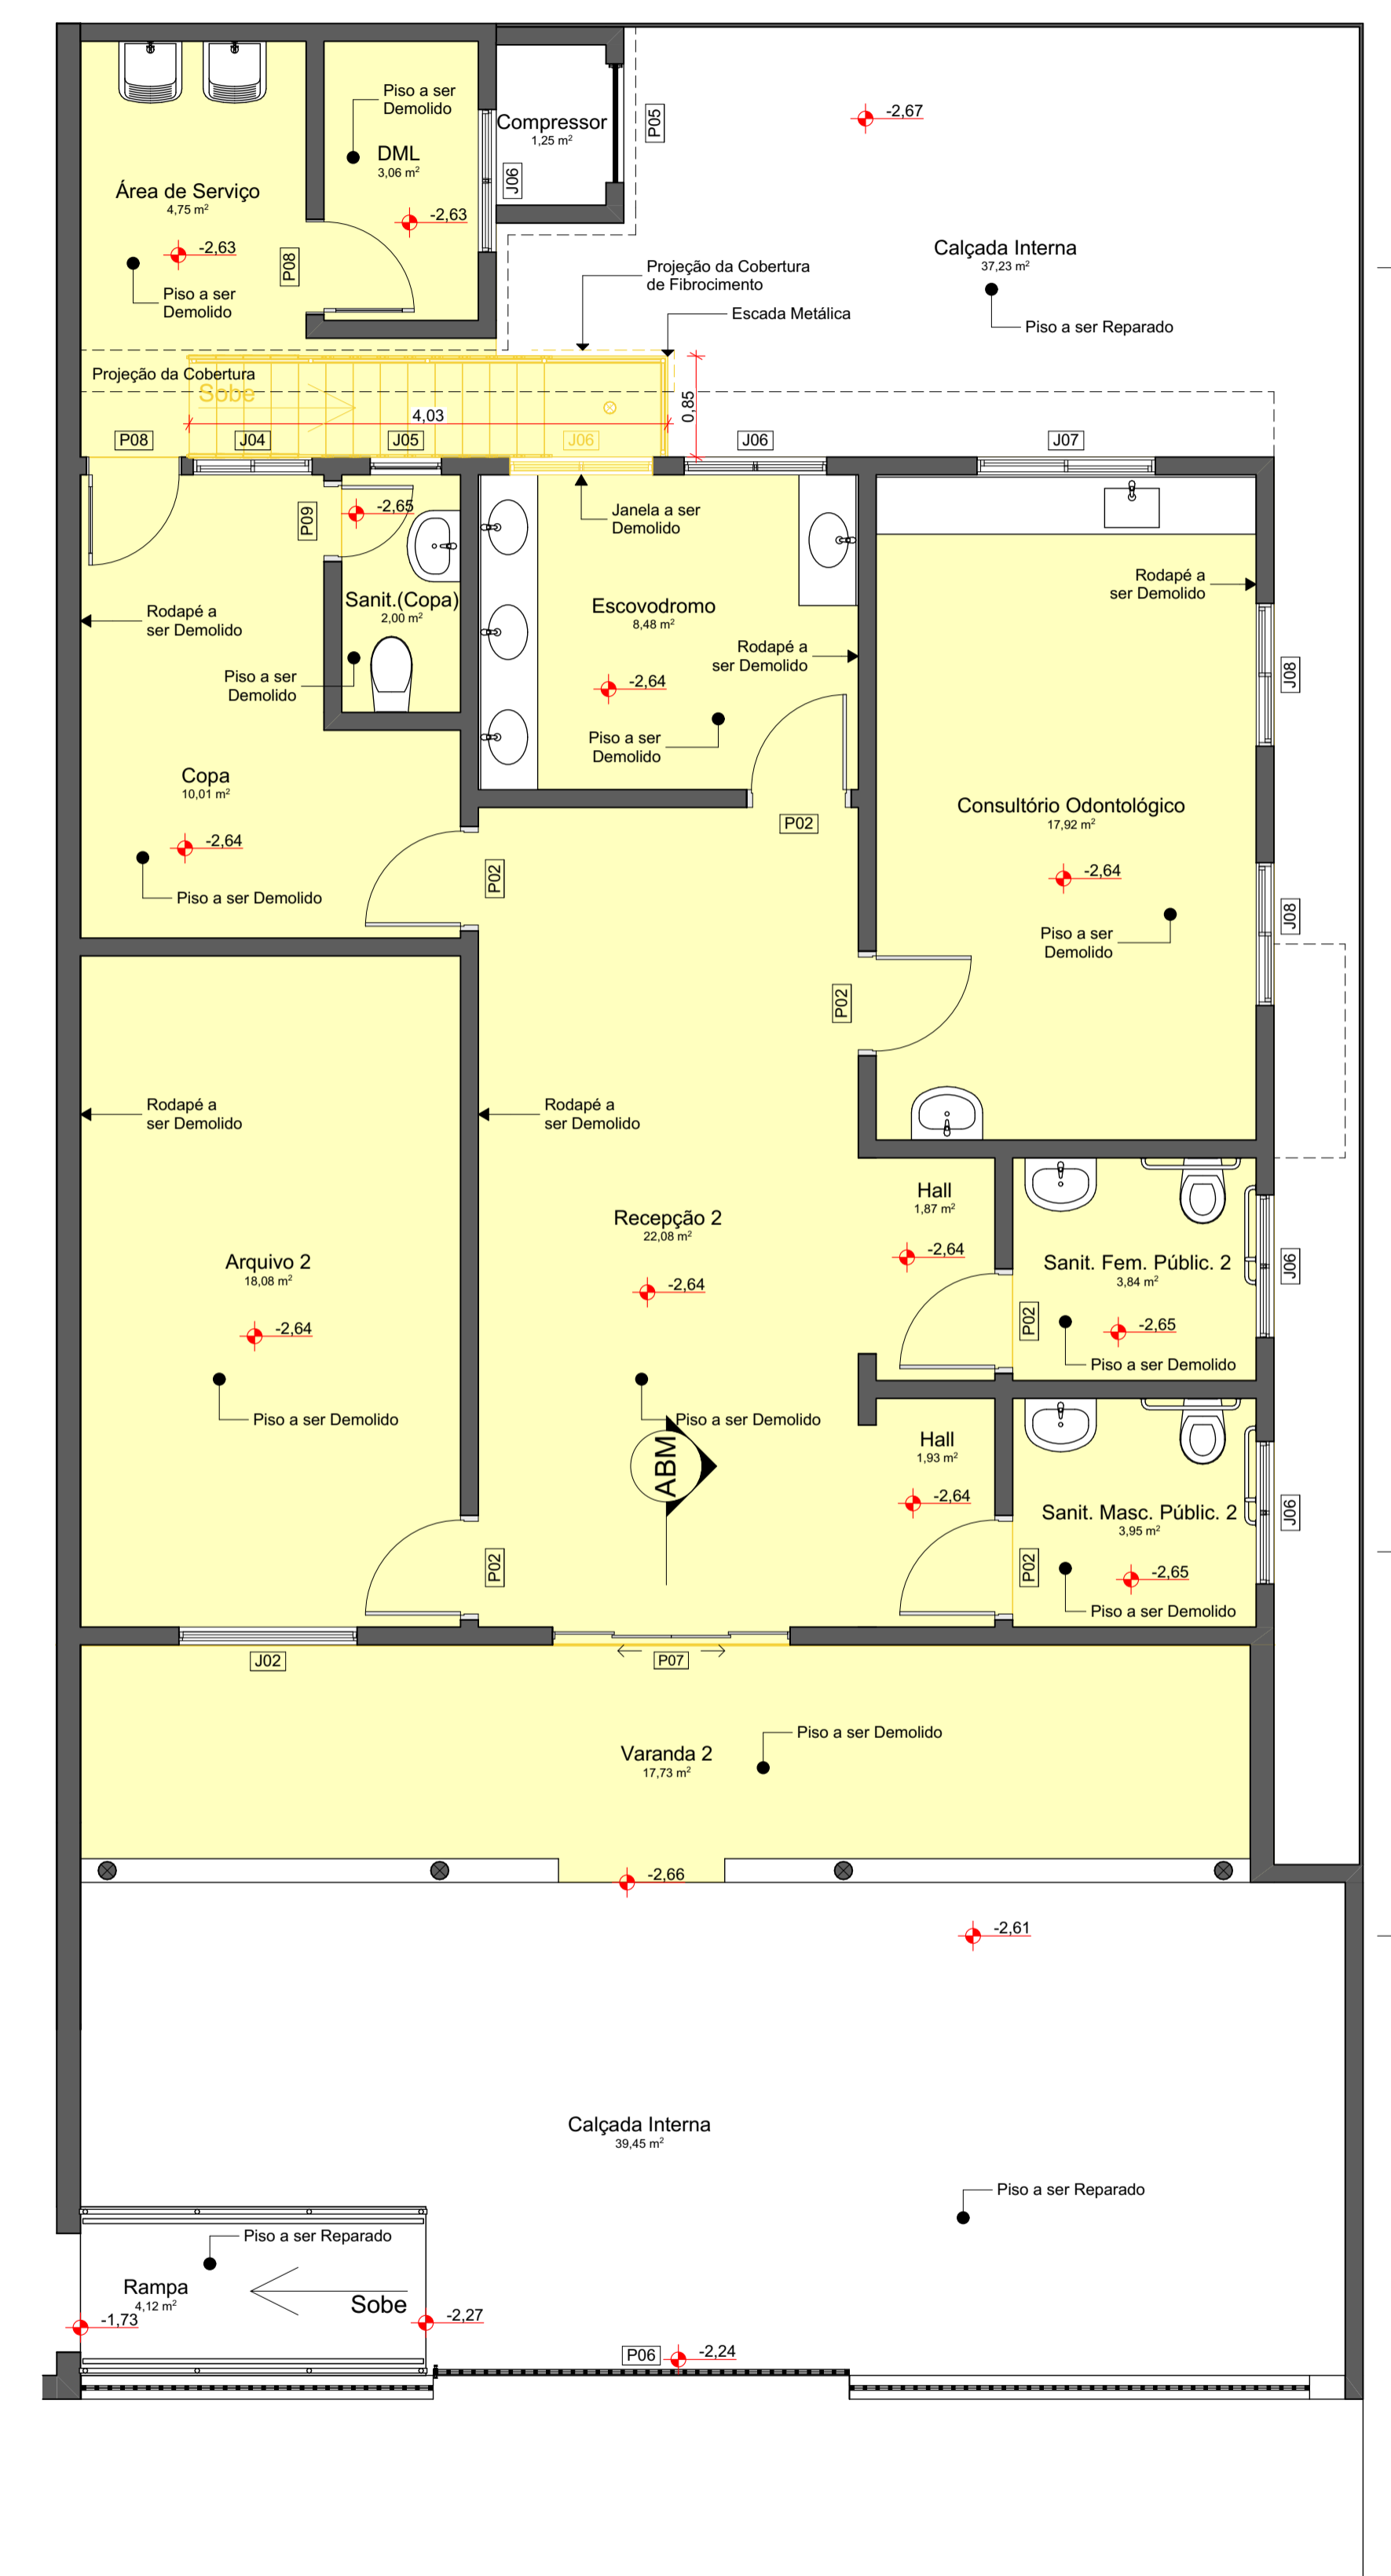 Piso a ser
Demolido
DML
3,06 m²
-2,63
J06
Compressor
1,25 m²
P05
-2,67
Área de Serviço
4,75 m²
-2,63
Piso a ser
Demolido
P08
Calçada Interna
37,23 m²
Piso a ser Reparado
Projeção da Cobertura
de Fibrocimento
Escada Metálica
Projeção da Cobertura
Sobe
4,03
0,85
P08
J04
J05
J06
J06
J07
P09
-2,65
Sanit.(Copa)
2,00 m²
Piso a ser
Demolido
Janela a ser
Demolido
Escovodromo
8,48 m²
Rodapé a
ser Demolido
-2,64
Piso a ser
Demolido
P02
Rodapé a
ser Demolido
J08
Rodapé a
ser Demolido
Copa
10,01 m²
-2,64
Piso a ser Demolido
P02
Consultório Odontológico
17,92 m²
-2,64
Piso a ser
Demolido
J08
P02
Rodapé a
ser Demolido
Rodapé a
ser Demolido
Arquivo 2
18,08 m²
-2,64
Piso a ser Demolido
Recepção 2
22,08 m²
-2,64
Piso a ser Demolido
ABM
Hall
1,87 m²
-2,64
P02
Sanit. Fem. Públic. 2
3,84 m²
-2,65
Piso a ser Demolido
J06
Hall
1,93 m²
-2,64
P02
Sanit. Masc. Públic. 2
3,95 m²
-2,65
Piso a ser Demolido
J06
P02
J02
P07
Piso a ser Demolido
Varanda 2
17,73 m²
-2,66
-2,61
Calçada Interna
39,45 m²
Piso a ser Reparado
Piso a ser Reparado
Rampa
4,12 m²
Sobe
-1,73
-2,27
P06
-2,24